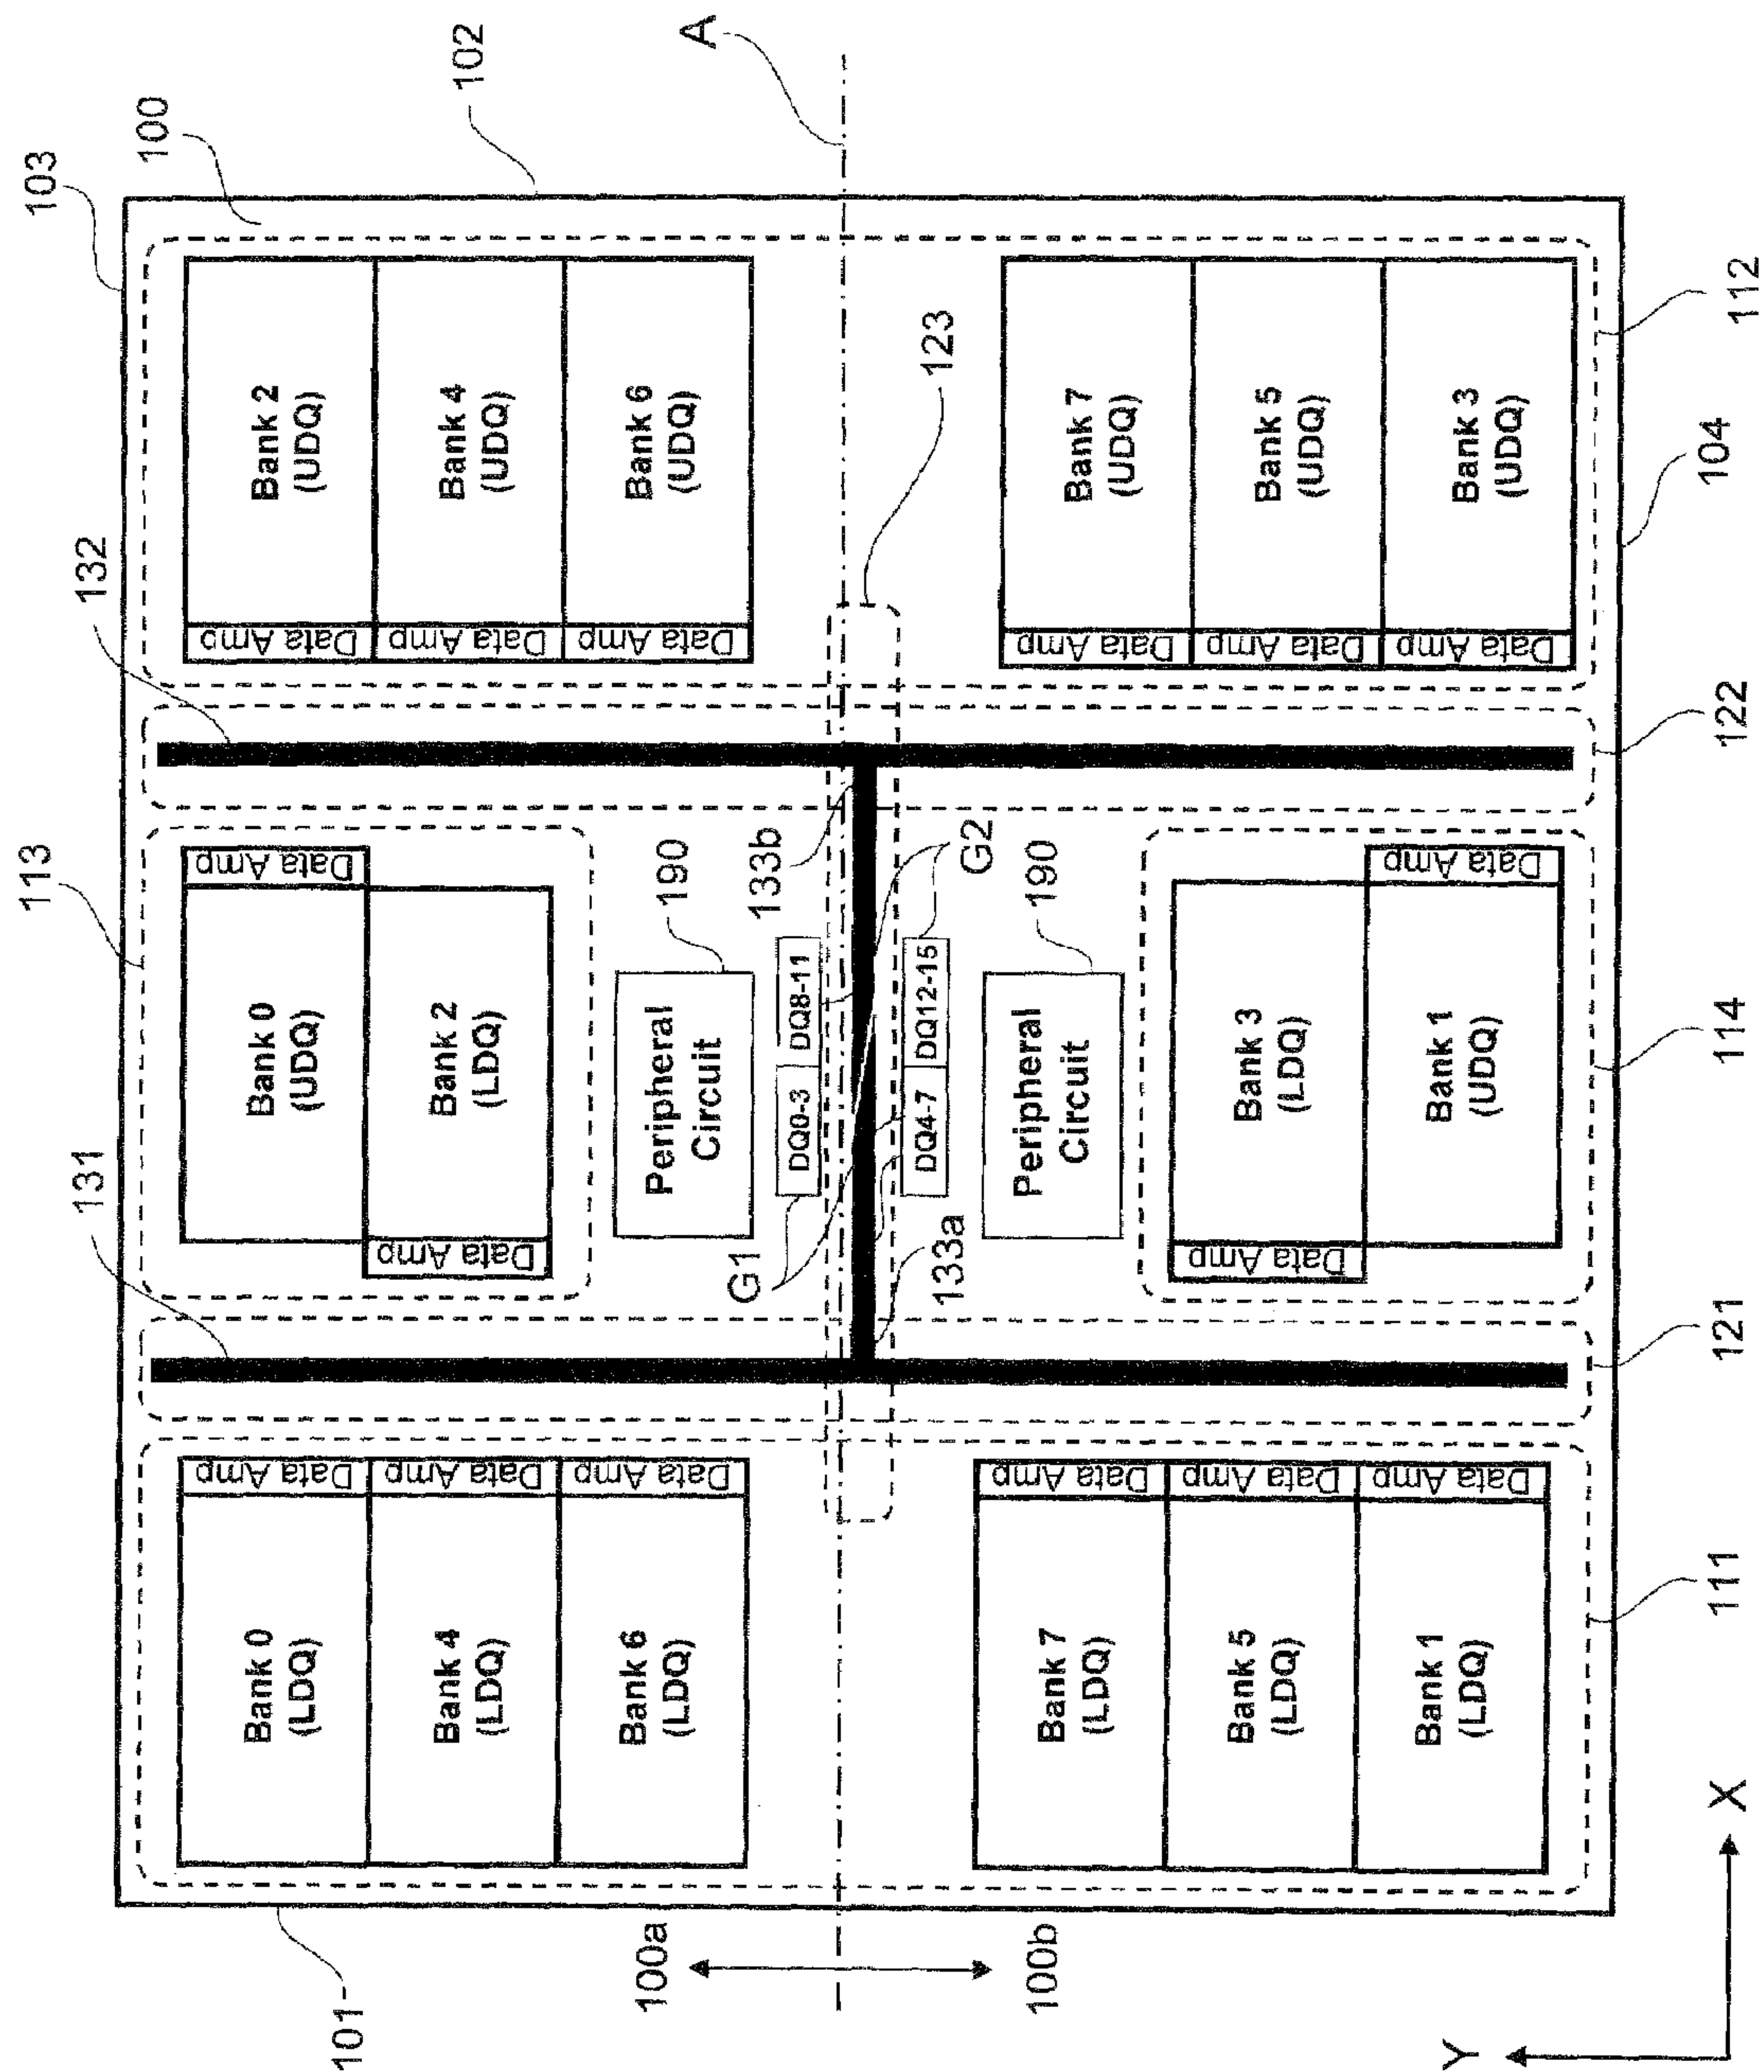 113
103
131
132
100
Bank 0
(LDQ)
Data Amp
Bank 0
(UDQ)
Data Amp
Data Amp
Bank 2
(UDQ)
101
102
Bank 4
(LDQ)
Data Amp
Data Amp
Bank 2
(LDQ)
Data Amp
Bank 4
(UDQ)
Bank 6
(LDQ)
Data Amp
Peripheral
Circuit
190
Data Amp
Bank 6
(UDQ)
100a
A
G1
DQ0-3
DQ8-11
133b
DQ4-7
DQ12-15
133a
G2
123
100b
Peripheral
Circuit
190
Bank 7
(LDQ)
Data Amp
Data Amp
Bank 7
(UDQ)
Bank 5
(LDQ)
Data Amp
Data Amp
Bank 3
(LDQ)
Data Amp
Bank 5
(UDQ)
Bank 1
(LDQ)
Data Amp
Bank 1
(UDQ)
Data Amp
Data Amp
Bank 3
(UDQ)
Y
X
111
121
114
122
104
112